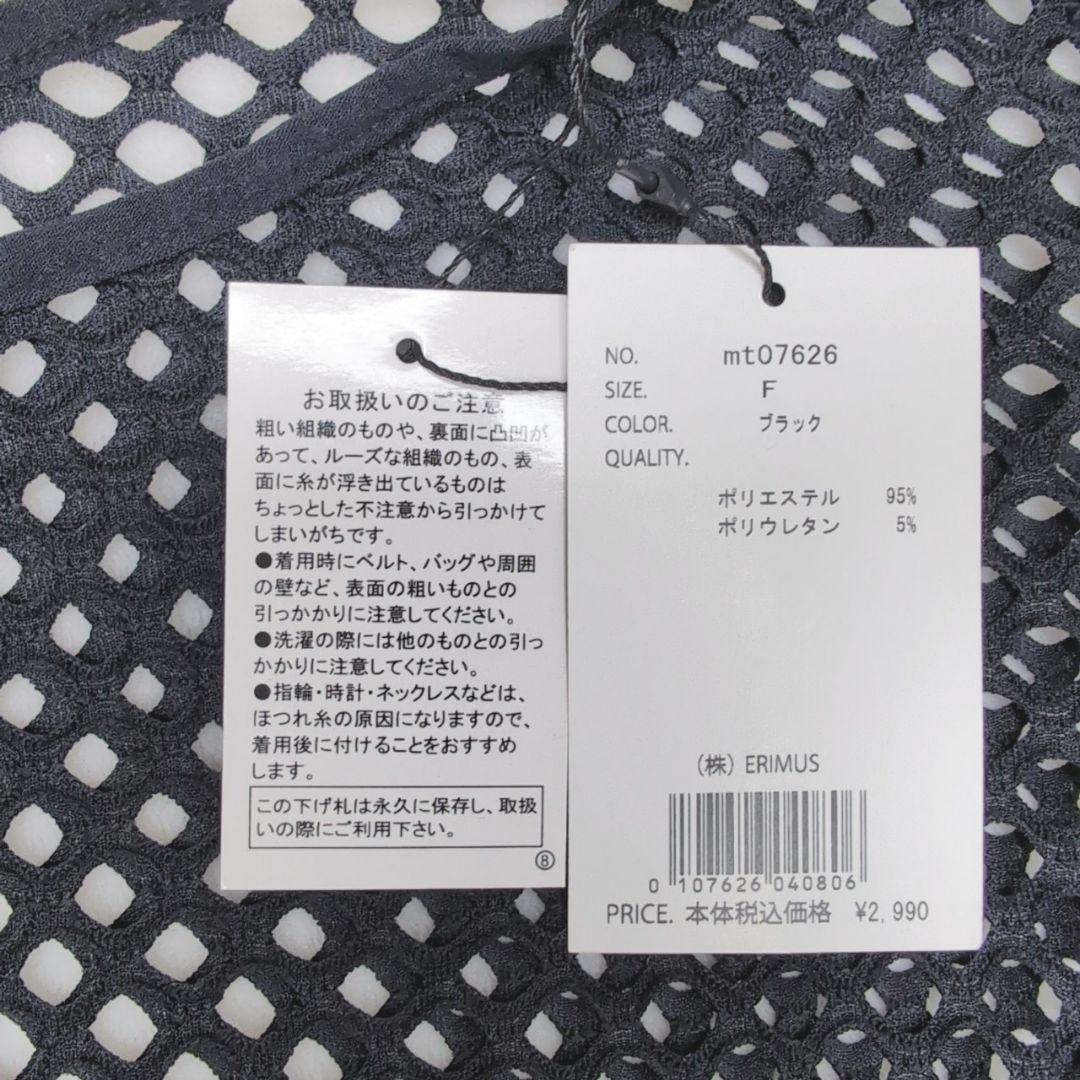 お取扱いのご注意
粗い組織のものや、裏面に凸凹が
あって、ルーズな組織のもの、表
面に糸が浮き出ているものは
ちょっとした不注意から引っかけて
しまいがちです。
●着用時にベルト、バッグや周囲
の壁など、表面の粗いものとの
引っかかりに注意してください。
●洗濯の際には他のものとの引っ
かかりに注意してください。
●指輪・時計・ネックレスなどは、
ほつれ糸の原因になりますので、
着用後に付けることをおすすめ
します。
この下げ札は永久に保存し、取扱
いの際にご利用下さい。
⑧
NO. mt07626
SIZE. F
COLOR. ブラック
QUALITY.
ポリエステル 95%
ポリウレタン 5%
(株) ERIMUS
0 107626 040806
PRICE. 本体税込価格 ¥2,990